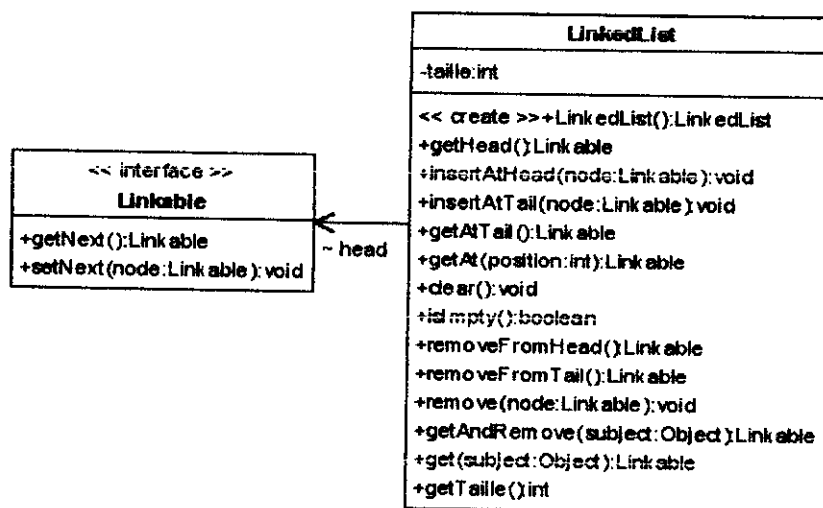 << interface >>
Linkable
+getNext():Linkable
+setNext(node:Linkable):void
~ head
LinkedList
-taille:int
<< create >>+LinkedList():LinkedList
+getHead():Linkable
+insertAtHead(node:Linkable):void
+insertAtTail(node:Linkable):void
+getAtTail():Linkable
+getAt(position:int):Linkable
+clear():void
+isEmpty():boolean
+removeFromHead():Linkable
+removeFromTail():Linkable
+remove(node:Linkable):void
+getAndRemove(subject:Object):Linkable
+get(subject:Object):Linkable
+getTaille():int